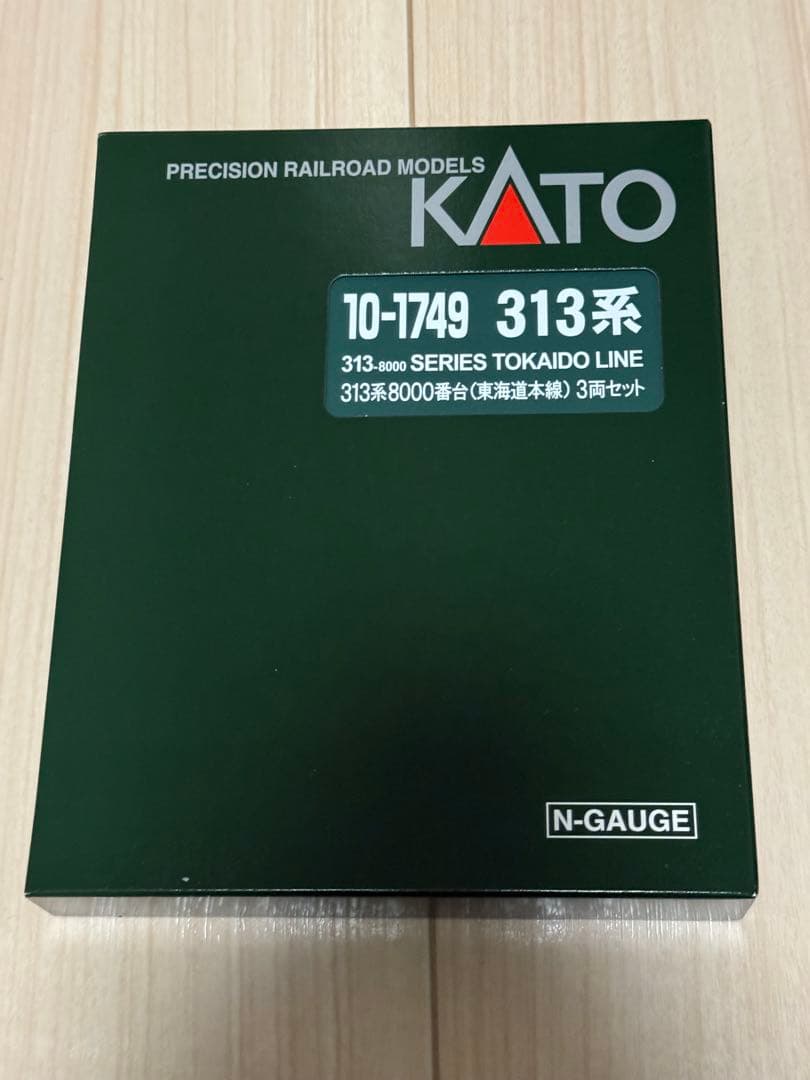 PRECISION RAILROAD MODELS
KATO
10-1749 313系
313-8000 SERIES TOKAIDO LINE
313系8000番台(東海道本線) 3両セット
N-GAUGE